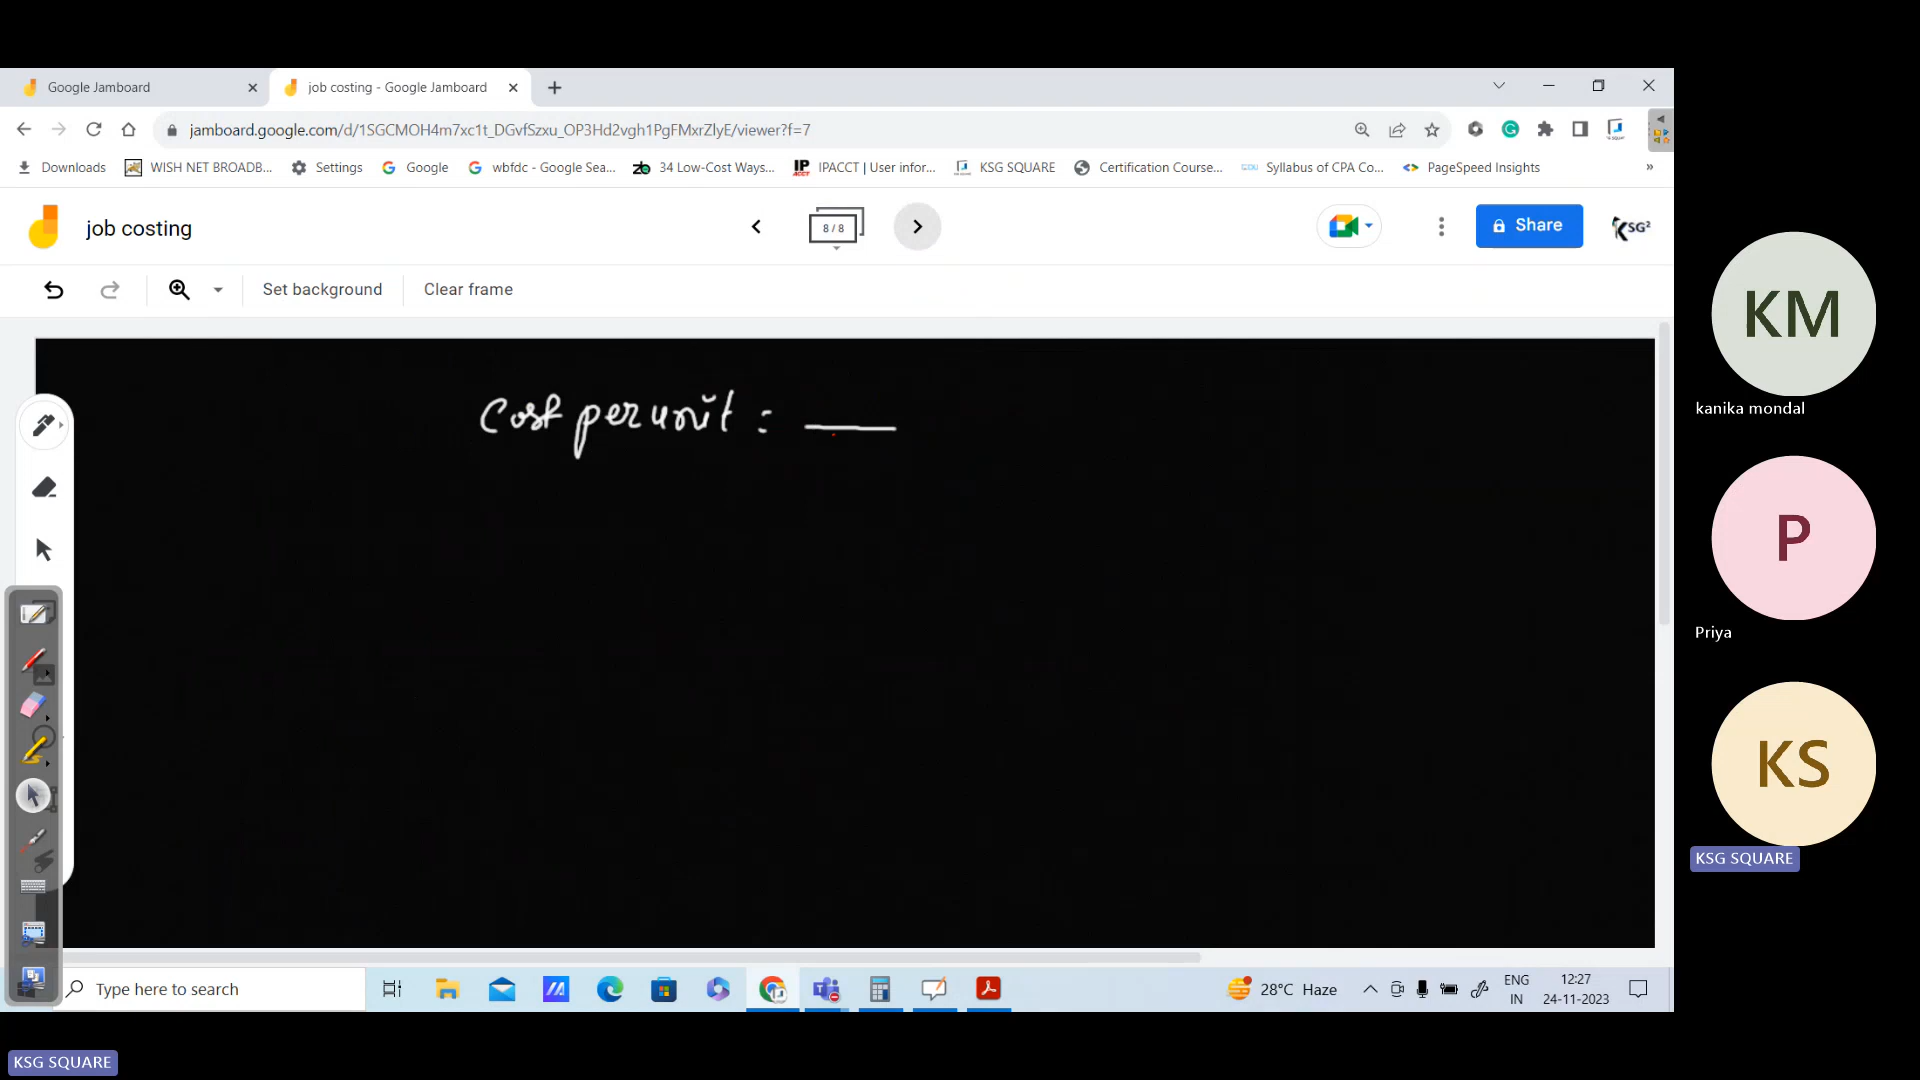 Google Jamboard
job costing - Google Jamboard
jamboard.google.com/d/1SGCMOH4m7xc1t_DGvfSzxu_OP3Hd2vgh1PgFMxrZlyE/viewer?f=7
Downloads WISH NET BROADB... Settings Google wbfdc - Google Sea... 34 Low-Cost Ways... IPACCT | User infor... KSG SQUARE Certification Course... Syllabus of CPA Co... PageSpeed Insights »
job costing
8 / 8
Share
KSG²
Set background Clear frame
Cost per unit :
KM
kanika mondal
P
Priya
KS
KSG SQUARE
Type here to search
28°C Haze
ENG
IN
12:27
24-11-2023
KSG SQUARE